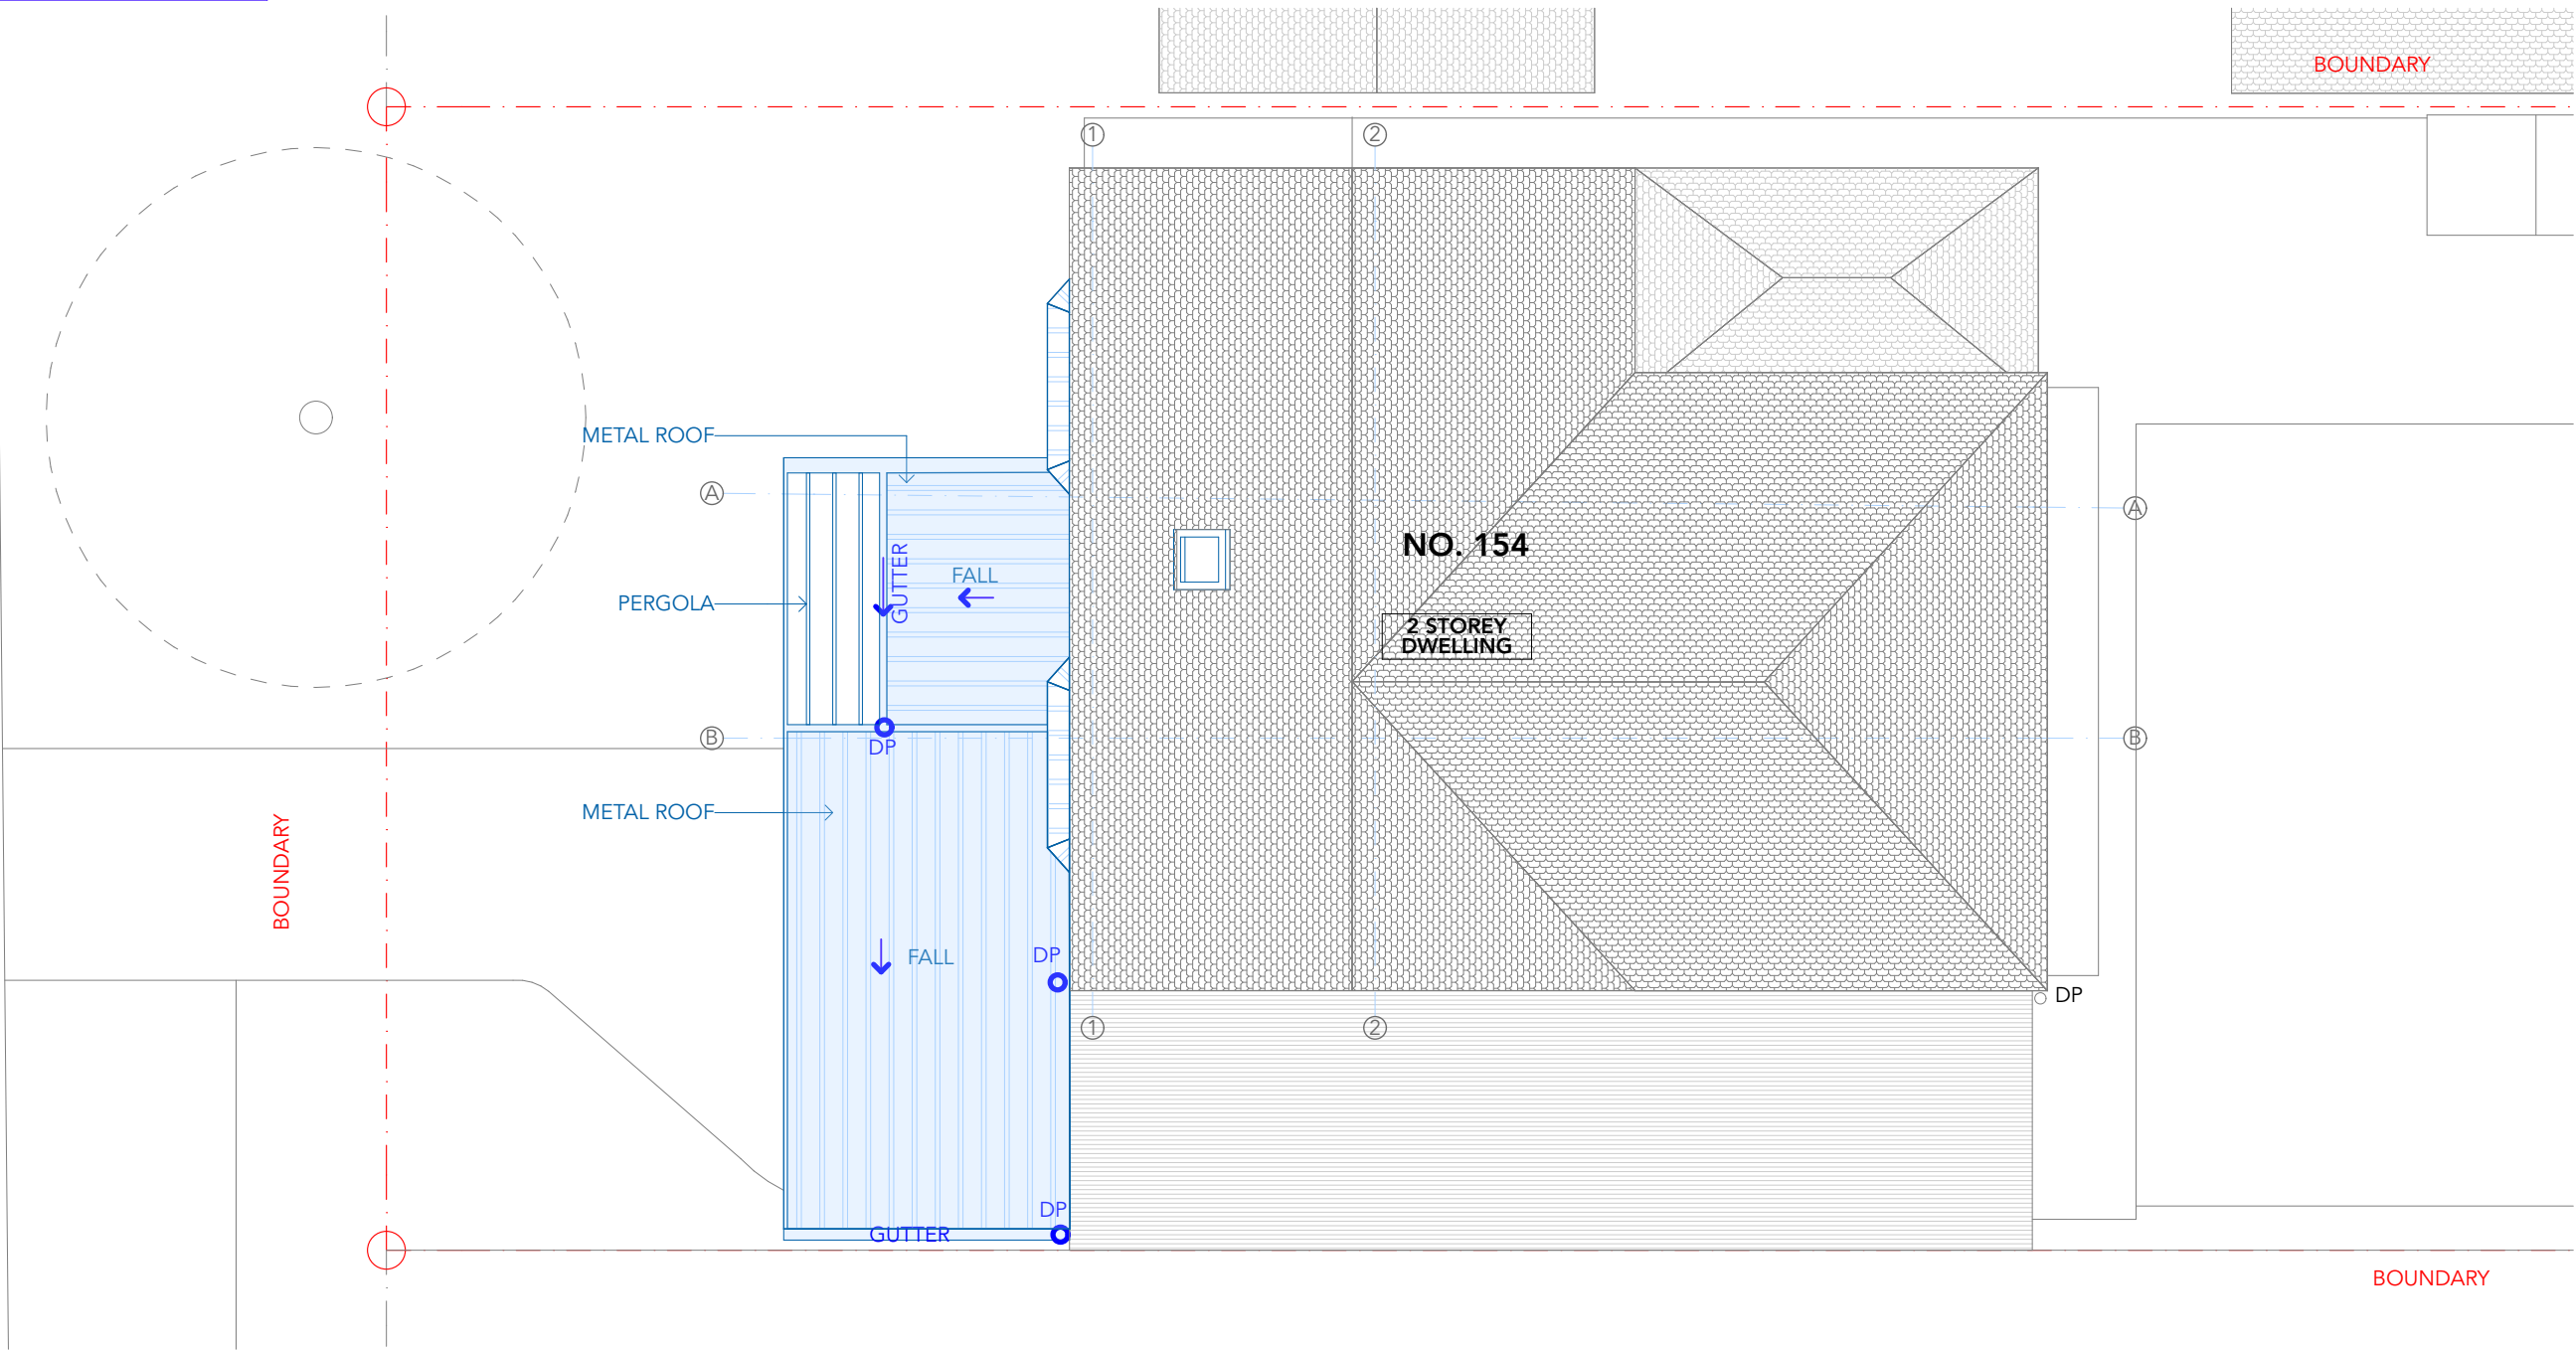 BOUNDARY
1
2
METAL ROOF
A
A
NO. 154
GUTTER
FALL
PERGOLA
2 STOREY
DWELLING
B
DP
B
METAL ROOF
BOUNDARY
DP
FALL
DP
1
2
DP
GUTTER
BOUNDARY